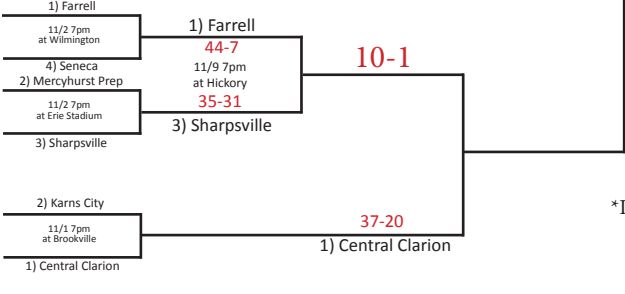 1) Farrell
11/2 7pm
at Wilmington
4) Seneca
2) Mercyhurst Prep
11/2 7pm
at Erie Stadium
3) Sharpsville
1) Farrell
44-7
11/9 7pm
at Hickory
35-31
3) Sharpsville
10-1
2) Karns City
11/1 7pm
at Brookville
1) Central Clarion
37-20
1) Central Clarion